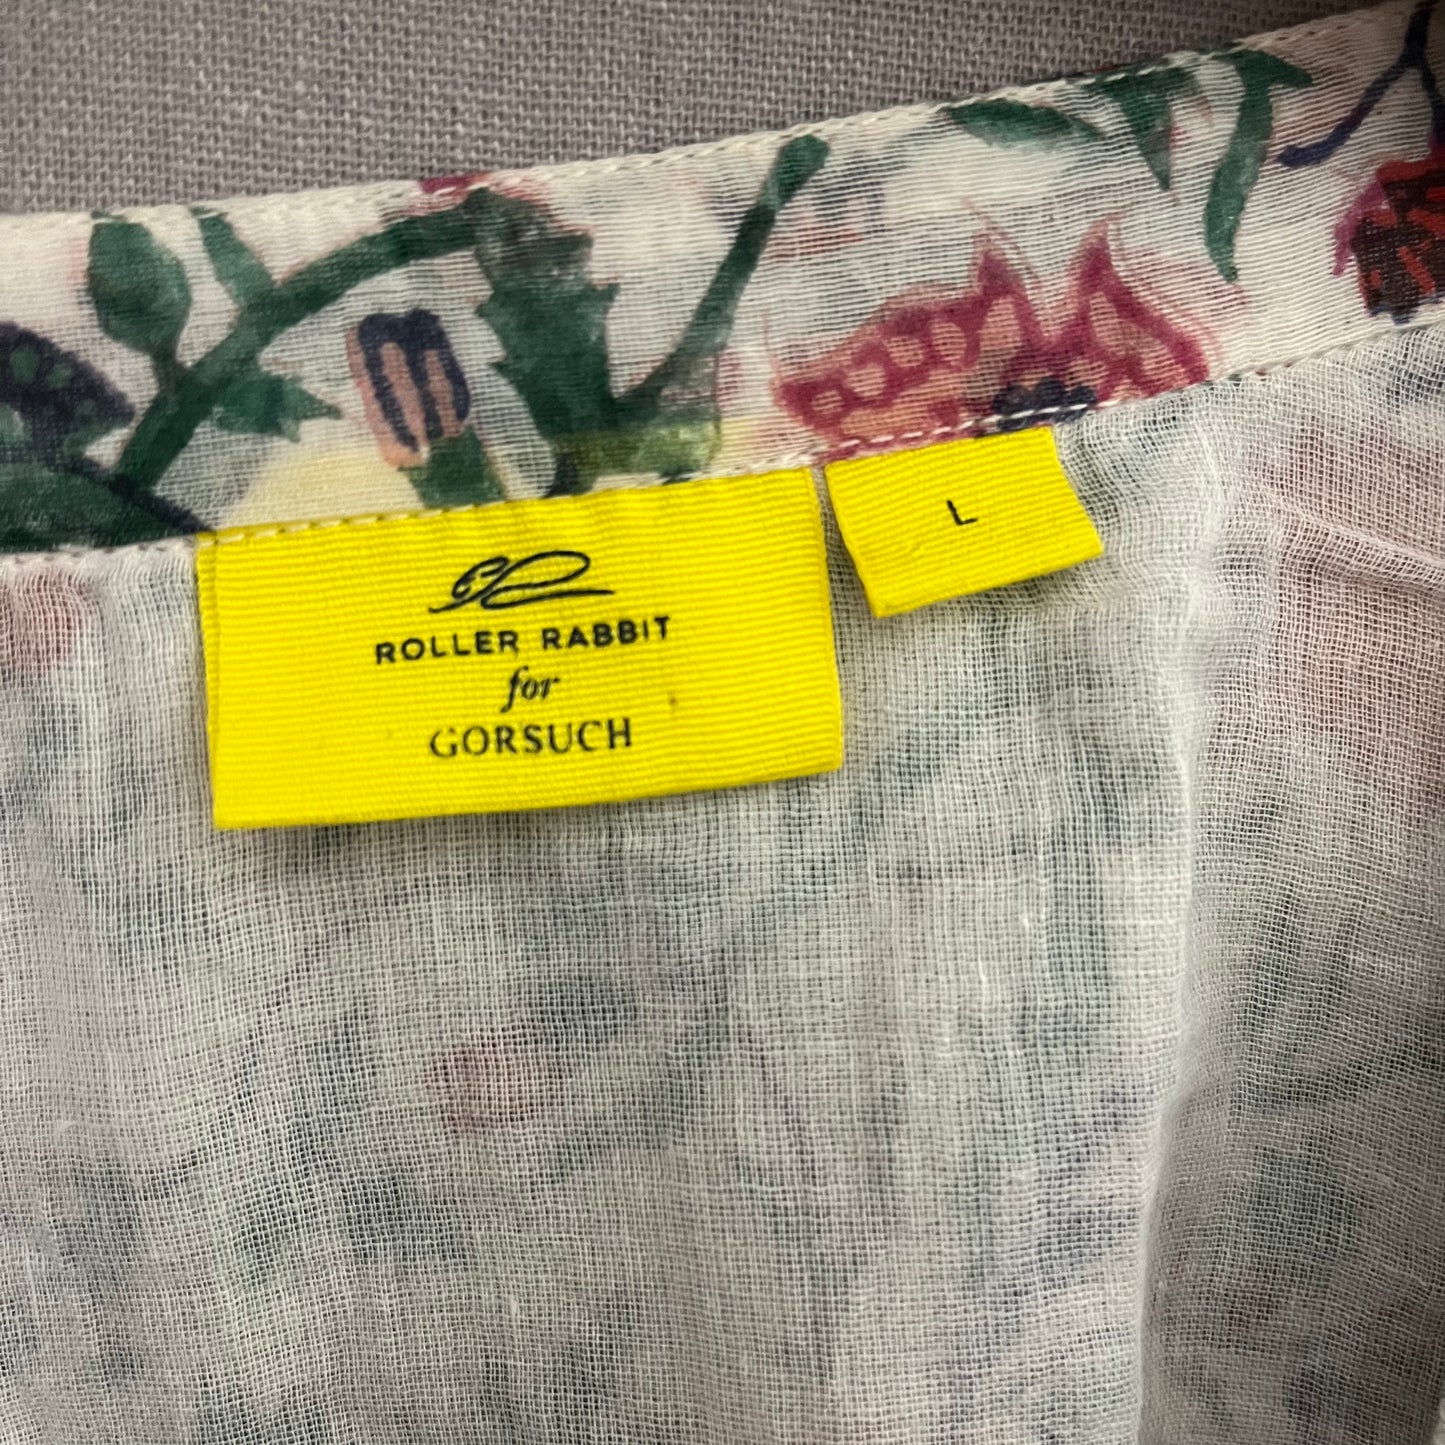 ROLLER RABBIT
for
GORSUCH
L